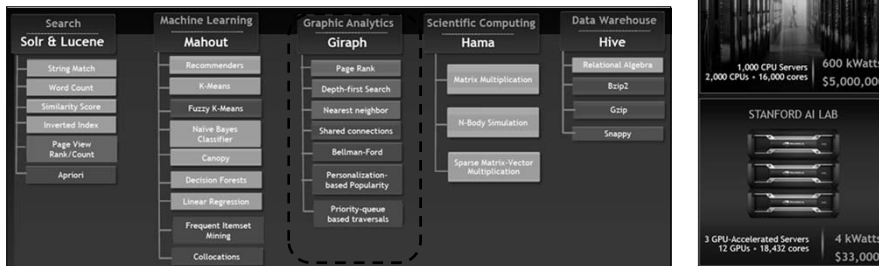 Search
Solr & Lucene
String Match
Word Count
Similarity Score
Inverted Index
Page View
Rank/Count
Apriori
Machine Learning
Mahout
Recommenders
K-Means
Fuzzy K-Means
Naïve Bayes
Classifier
Canopy
Decision Forests
Linear Regression
Frequent Itemset
Mining
Collocations
Graphic Analytics
Giraph
Page Rank
Depth-first Search
Nearest neighbor
Shared connections
Bellman-Ford
Personalization-
based Popularity
Priority-queue
based traversals
Scientific Computing
Hama
Matrix Multiplication
N-Body Simulation
Sparse Matrix-Vector
Multiplication
Data Warehouse
Hive
Relational Algebra
Bzip2
Gzip
Snappy
1,000 CPU Servers
2,000 CPUs • 16,000 cores
600 kWatts
$5,000,00
STANFORD AI LAB
3 GPU-Accelerated Servers
12 GPUs • 18,432 cores
4 kWatts
$33,000